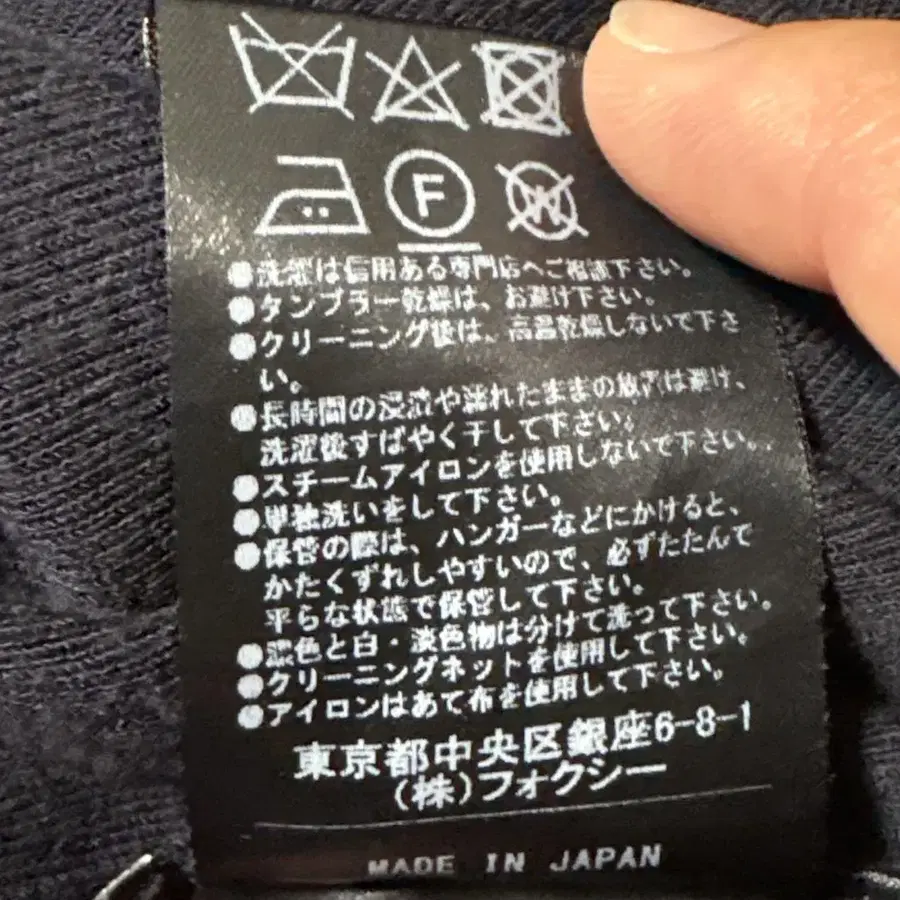 F
W
●洗濯は信用ある専門店へご相談下さい。
●タンブラー乾燥は、お避け下さい。
●クリーニング後は、高温乾燥しないで下さ
い。
●長時間の浸漬や濡れたままの放置は避け、
洗濯後すばやく干して下さい。
●スチームアイロンを使用しないで下さい。
●単独洗いをして下さい。
●保管の際は、ハンガーなどにかけると、
かたくずれしやすいので、必ずたたんで
平らな状態で保管して下さい。
●濃色と白・淡色物は分けて洗って下さい。
●クリーニングネットを使用して下さい。
●アイロンはあて布を使用して下さい。
東京都中央区銀座6-8-1
(株)フォクシー
MADE IN JAPAN